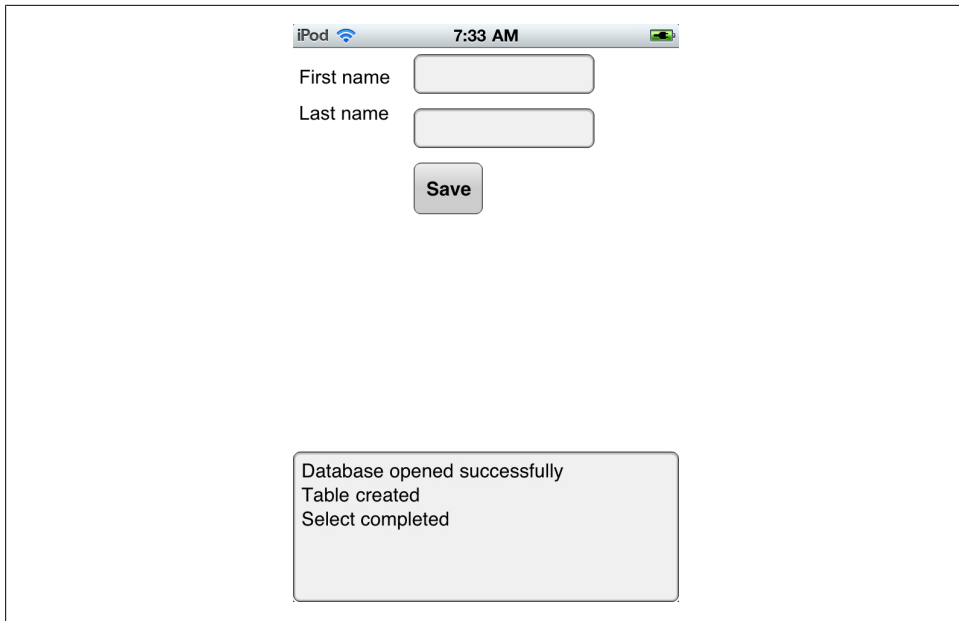 iPod 7:33 AM
First name
Last name
Save
Database opened successfully
Table created
Select completed